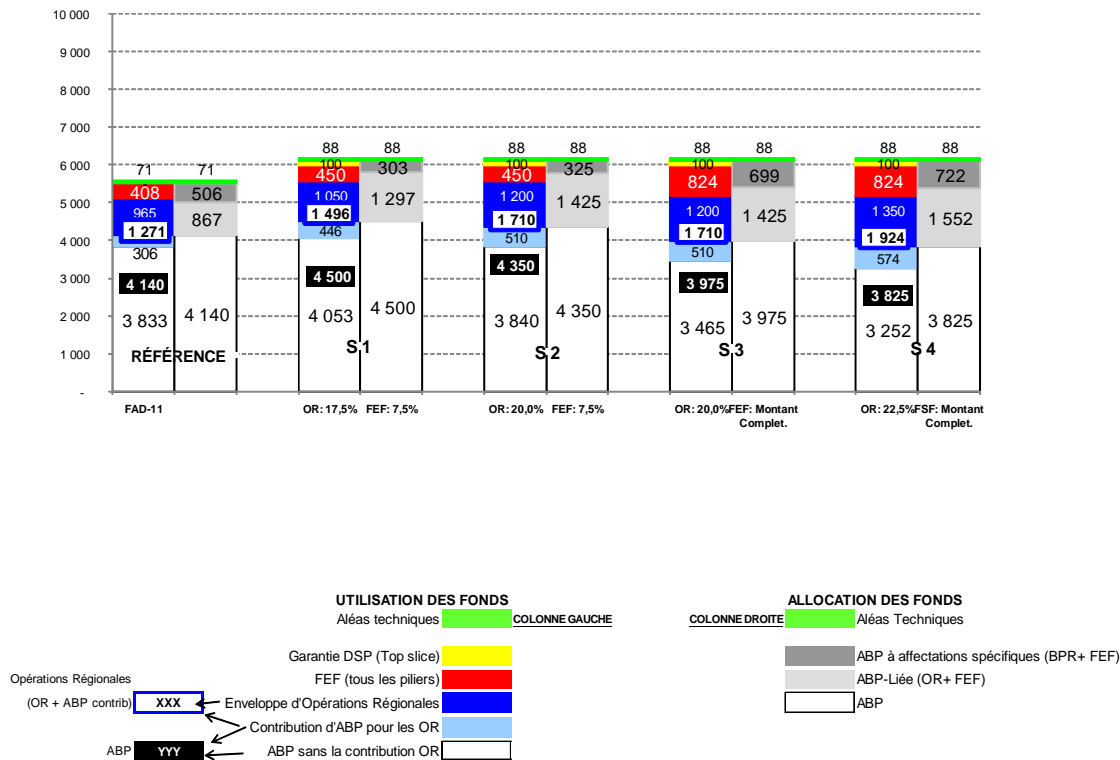 10 000
9 000
8 000
7 000
6 000
5 000
4 000
3 000
2 000
1 000
-
71 71
408 506
965 867
1 271
306
4 140
3 833 4 140
RÉFÉRENCE
88 88
100 303
450
1 050 1 297
1 496
446
4 500
4 053 4 500
S 1
88 88
100 325
450
1 200 1 425
1 710
510
4 350
3 840 4 350
S 2
88 88
100 699
824
1 200 1 425
1 710
510
3 975
3 465 3 975
S 3
88 88
100 722
824
1 350 1 552
1 924
574
3 825
3 252 3 825
S 4
FAD-11
OR: 17,5% FEF: 7,5%
OR: 20,0% FEF: 7,5%
OR: 20,0% FEF: Montant
Complet.
OR: 22,5% FSF: Montant
Complet.
UTILISATION DES FONDS
Aléas techniques COLONNE GAUCHE
Garantie DSP (Top slice)
FEF (tous les piliers)
Enveloppe d'Opérations Régionales
Contribution d'ABP pour les OR
ABP sans la contribution OR
Opérations Régionales
(OR + ABP contrib) XXX
ABP YYY
ALLOCATION DES FONDS
COLONNE DROITE Aléas Techniques
ABP à affectations spécifiques (BPR+ FEF)
ABP-Liée (OR+ FEF)
ABP